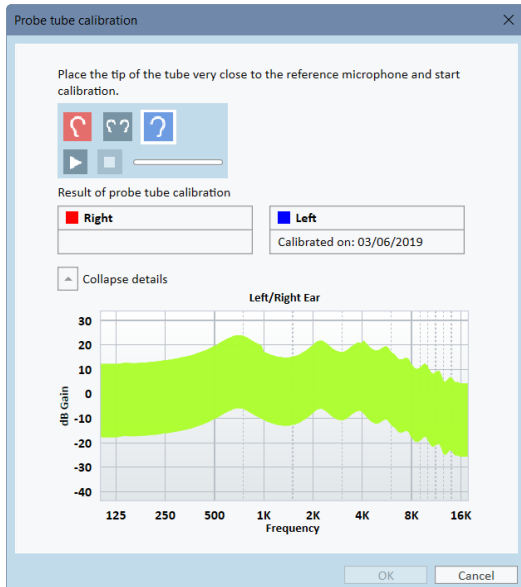 Probe tube calibration
Place the tip of the tube very close to the reference microphone and start
calibration.
Result of probe tube calibration
Right
Left
Calibrated on: 03/06/2019
Collapse details
Left/Right Ear
30
20
10
0
-10
-20
-30
-40
dB Gain
125 250 500 1K 2K 4K 8K 16K
Frequency
OK Cancel